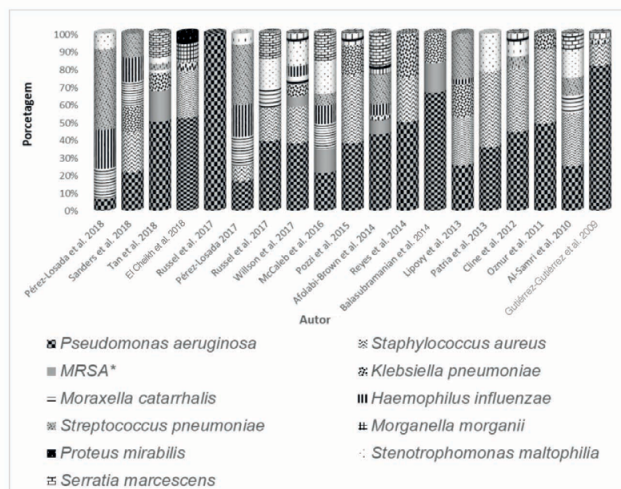 Porcetagem
100%
90%
80%
70%
60%
50%
40%
30%
20%
10%
0%
Pérez-Losada et al. 2018
Sanders et al. 2018
Tan et al. 2018
El Cheikh et al. 2018
Russel et al. 2017
Pérez-Losada 2017
Russel et al. 2017
Willson et al. 2017
McCaleb et al. 2016
Pozzi et al. 2015
Afolabi-Brown et al. 2014
Reyes et al. 2014
Balasubramanian et al. 2014
Lipovy et al. 2013
Patria et al. 2013
Cline et al. 2012
Oznur et al. 2011
Al-Samri et al. 2010
Gutiérrez-Gutiérrez et al. 2009
Autor
Pseudomonas aeruginosa
Staphylococcus aureus
MRSA*
Klebsiella pneumoniae
Moraxella catarrhalis
Haemophilus influenzae
Streptococcus pneumoniae
Morganella morganii
Proteus mirabilis
Stenotrophomonas maltophilia
Serratia marcescens